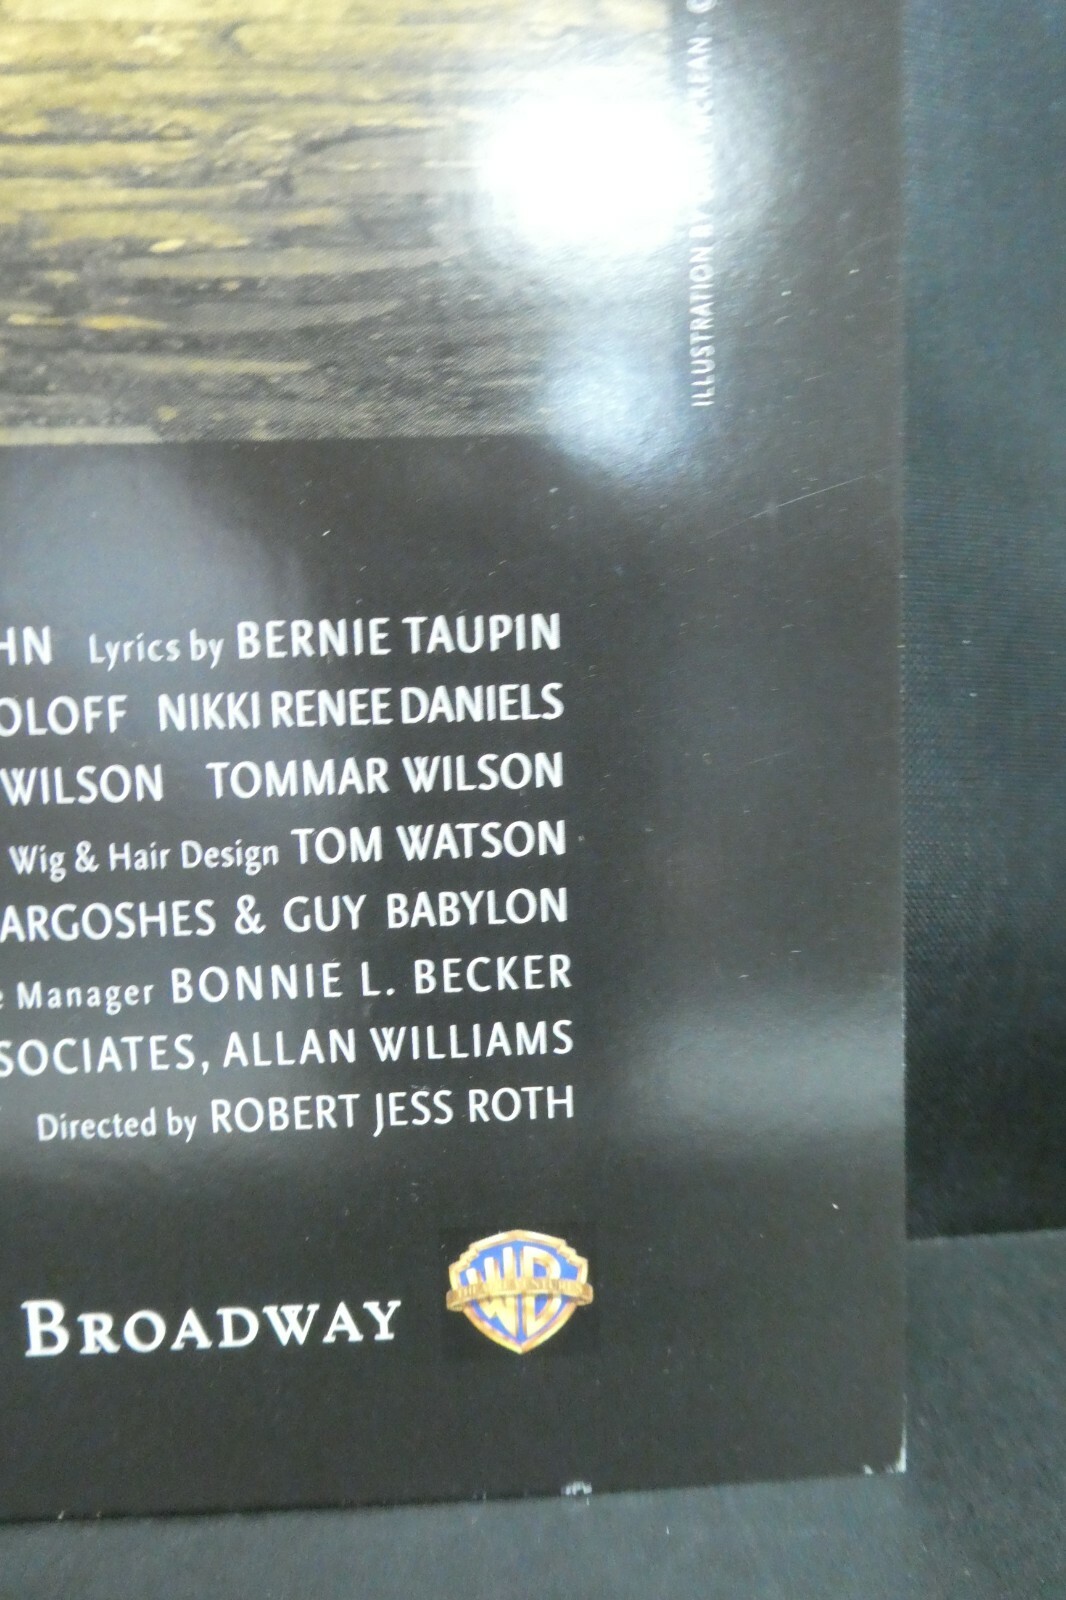 ILLUSTRATION BY
HN Lyrics by BERNIE TAUPIN
OLOFF NIKKI RENEE DANIELS
WILSON TOMMAR WILSON
Wig & Hair Design TOM WATSON
ARGOSHES & GUY BABYLON
e Manager BONNIE L. BECKER
SOCIATES, ALLAN WILLIAMS
Directed by ROBERT JESS ROTH
BROADWAY
WB